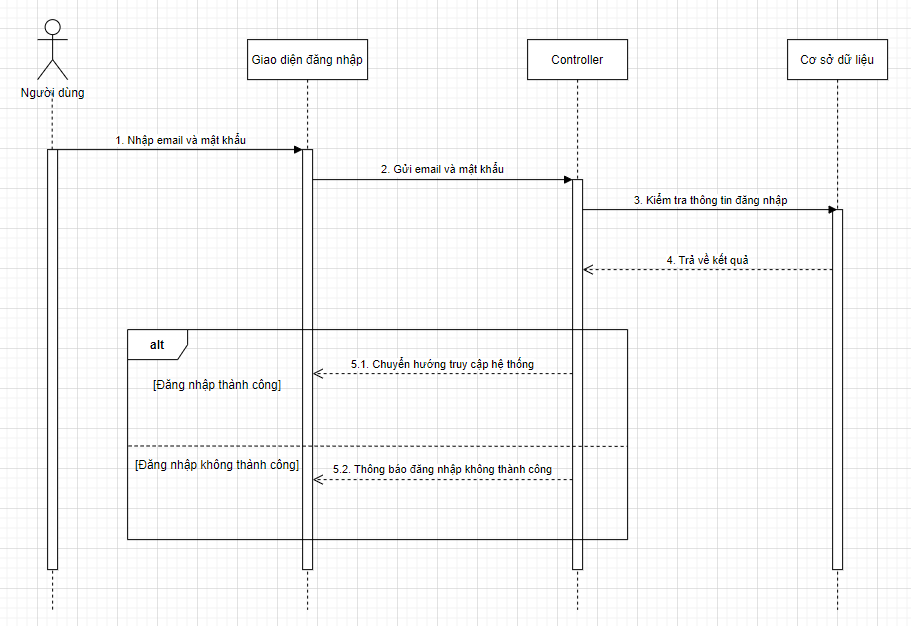 Người dùng
Giao diện đăng nhập
Controller
Cơ sở dữ liệu
1. Nhập email và mật khẩu
2. Gửi email và mật khẩu
3. Kiểm tra thông tin đăng nhập
4. Trả về kết quả
alt
5.1. Chuyển hướng truy cập hệ thống
[Đăng nhập thành công]
[Đăng nhập không thành công]
5.2. Thông báo đăng nhập không thành công